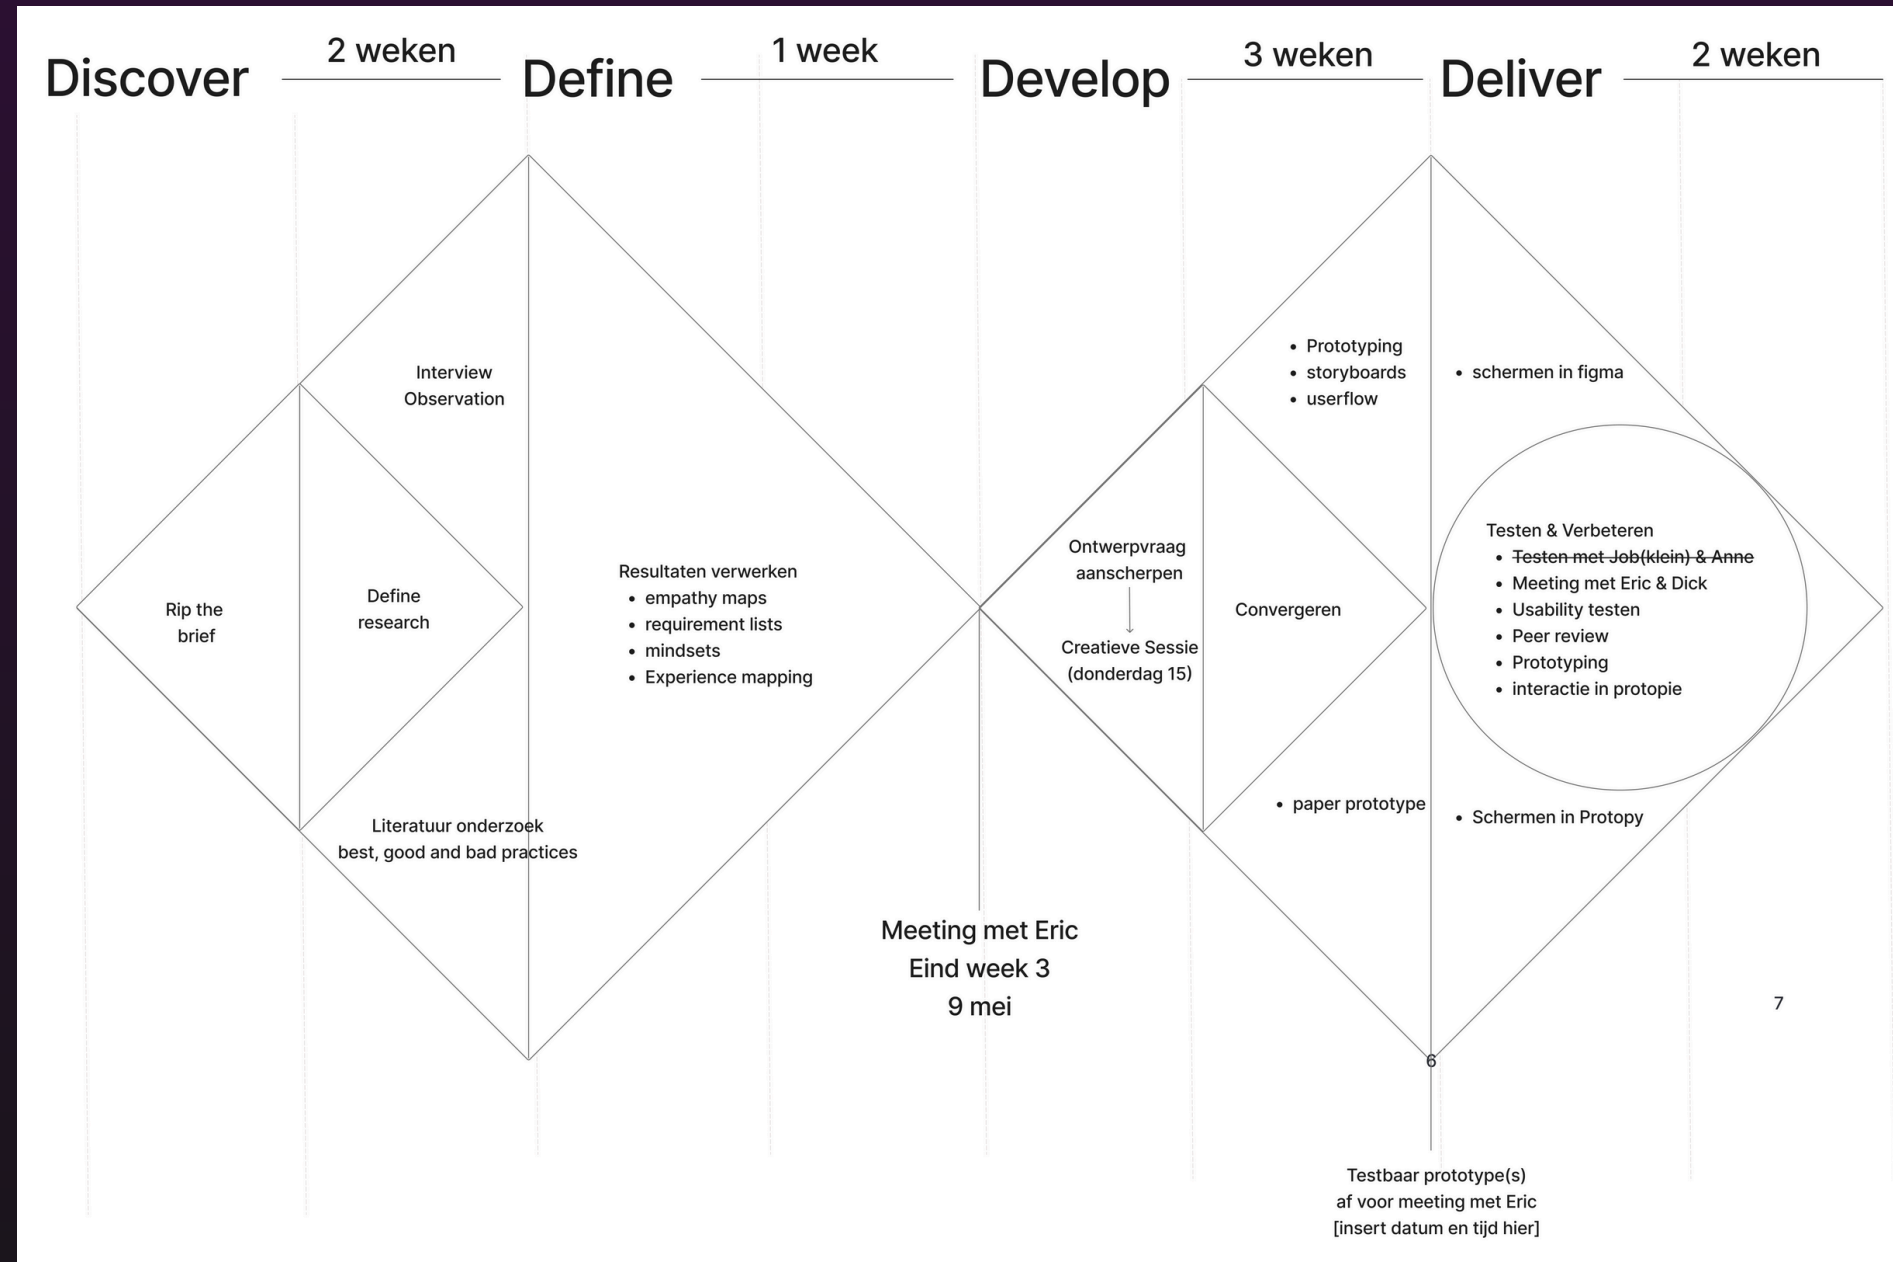 Discover
2 weken
Define
1 week
Develop
3 weken
Deliver
2 weken
Interview
Observation
Rip the
brief
Define
research
Literatuur onderzoek
best, good and bad practices
Resultaten verwerken
• empathy maps
• requirement lists
• mindsets
• Experience mapping
Meeting met Eric
Eind week 3
9 mei
Ontwerpvraag
aanscherpen
Creatieve Sessie
(donderdag 15)
Convergeren
• Prototyping
• storyboards
• userflow
• paper prototype
• schermen in figma
Testen & Verbeteren
• Testen met Job(klein) & Anne
• Meeting met Eric & Dick
• Usability testen
• Peer review
• Prototyping
• interactie in protopie
• Schermen in Protopy
7
6
Testbaar prototype(s)
af voor meeting met Eric
[insert datum en tijd hier]